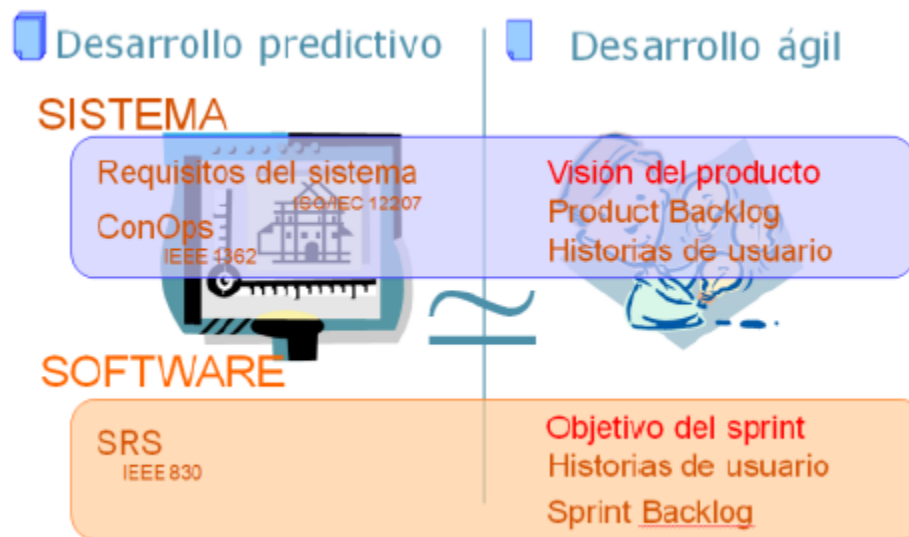 Desarrollo predictivo
Desarrollo ágil
SISTEMA
Requisitos del sistema
ISO/IEC 12207
ConOps
IEEE 1362
Visión del producto
Product Backlog
Historias de usuario
SOFTWARE
SRS
IEEE 830
Objetivo del sprint
Historias de usuario
Sprint Backlog